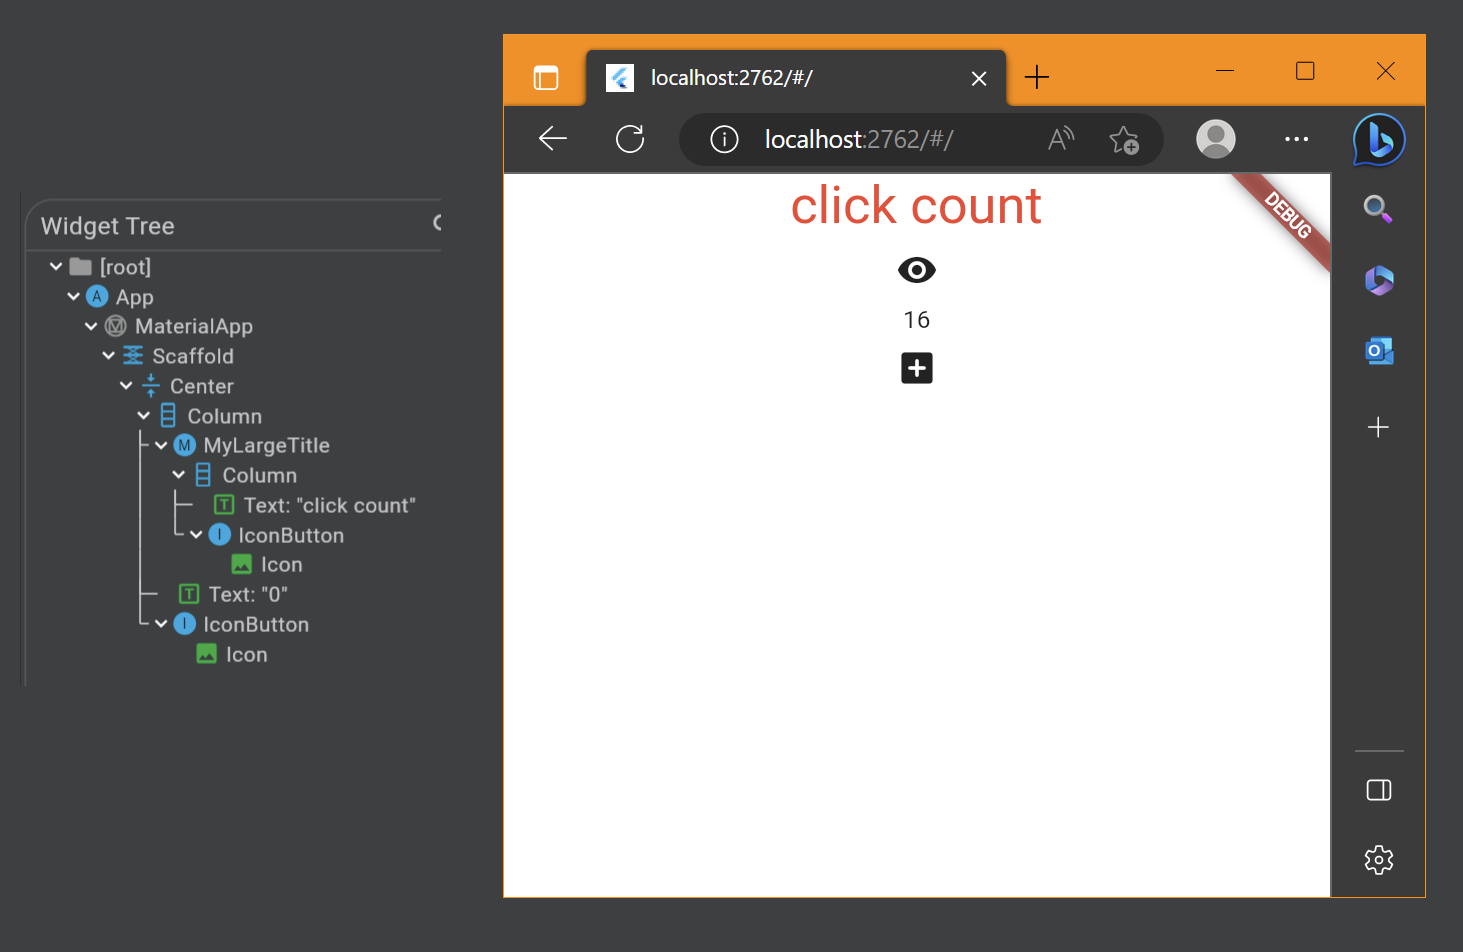 Widget Tree
[root]
App
MaterialApp
Scaffold
Center
Column
MyLargeTitle
Column
Text: "click count"
IconButton
Icon
Text: "0"
IconButton
Icon
localhost:2762/#/
localhost:2762/#/
click count
DEBUG
16